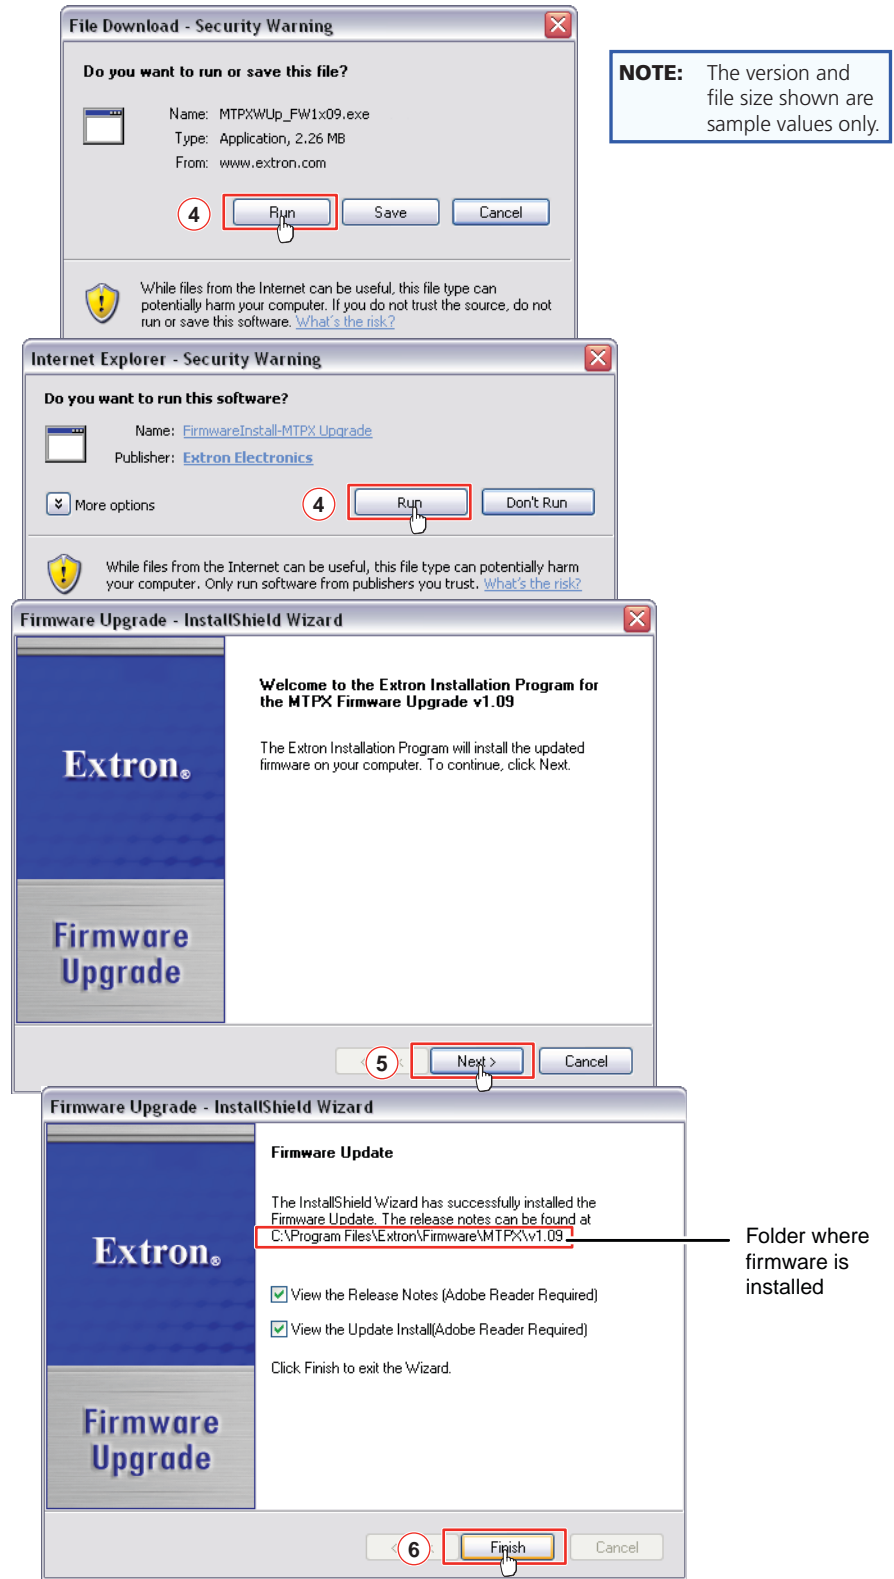 File Download - Security Warning
Do you want to run or save this file?
Name: MTPXWUp_FW1x09.exe
Type: Application, 2.26 MB
From: www.extron.com
4
Run
Save
Cancel
While files from the Internet can be useful, this file type can
potentially harm your computer. If you do not trust the source, do not
run or save this software. What's the risk?
NOTE: The version and
file size shown are
sample values only.
Internet Explorer - Security Warning
Do you want to run this software?
Name: FirmwareInstall-MTPX Upgrade
Publisher: Extron Electronics
More options
4
Run
Don't Run
While files from the Internet can be useful, this file type can potentially harm
your computer. Only run software from publishers you trust. What's the risk?
Firmware Upgrade - InstallShield Wizard
Welcome to the Extron Installation Program for
the MTPX Firmware Upgrade v1.09
The Extron Installation Program will install the updated
firmware on your computer. To continue, click Next.
Extron®
Firmware
Upgrade
5
Next >
Cancel
Firmware Upgrade - InstallShield Wizard
Firmware Update
The InstallShield Wizard has successfully installed the
Firmware Update. The release notes can be found at
C:\Program Files\Extron\Firmware\MTPX\v1.09
Folder where
firmware is
installed
Extron®
View the Release Notes (Adobe Reader Required)
View the Update Install(Adobe Reader Required)
Click Finish to exit the Wizard.
Firmware
Upgrade
6
Finish
Cancel